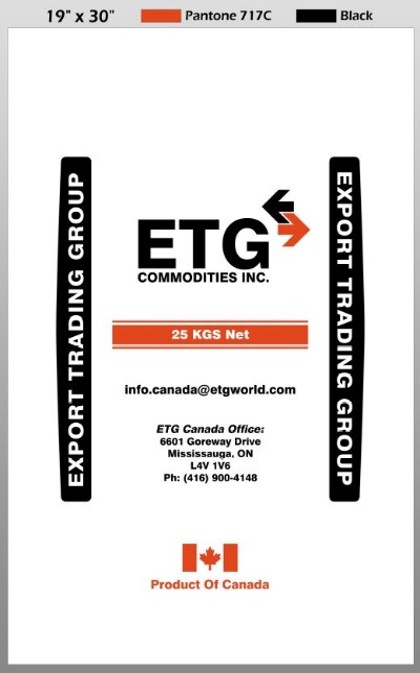 19" x 30" Pantone 717C Black
EXPORT TRADING GROUP
EXPORT TRADING GROUP
ETG
COMMODITIES INC.
25 KGS Net
info.canada@etgworld.com
ETG Canada Office:
6601 Goreway Drive
Mississauga, ON
L4V 1V6
Ph: (416) 900-4148
Product Of Canada